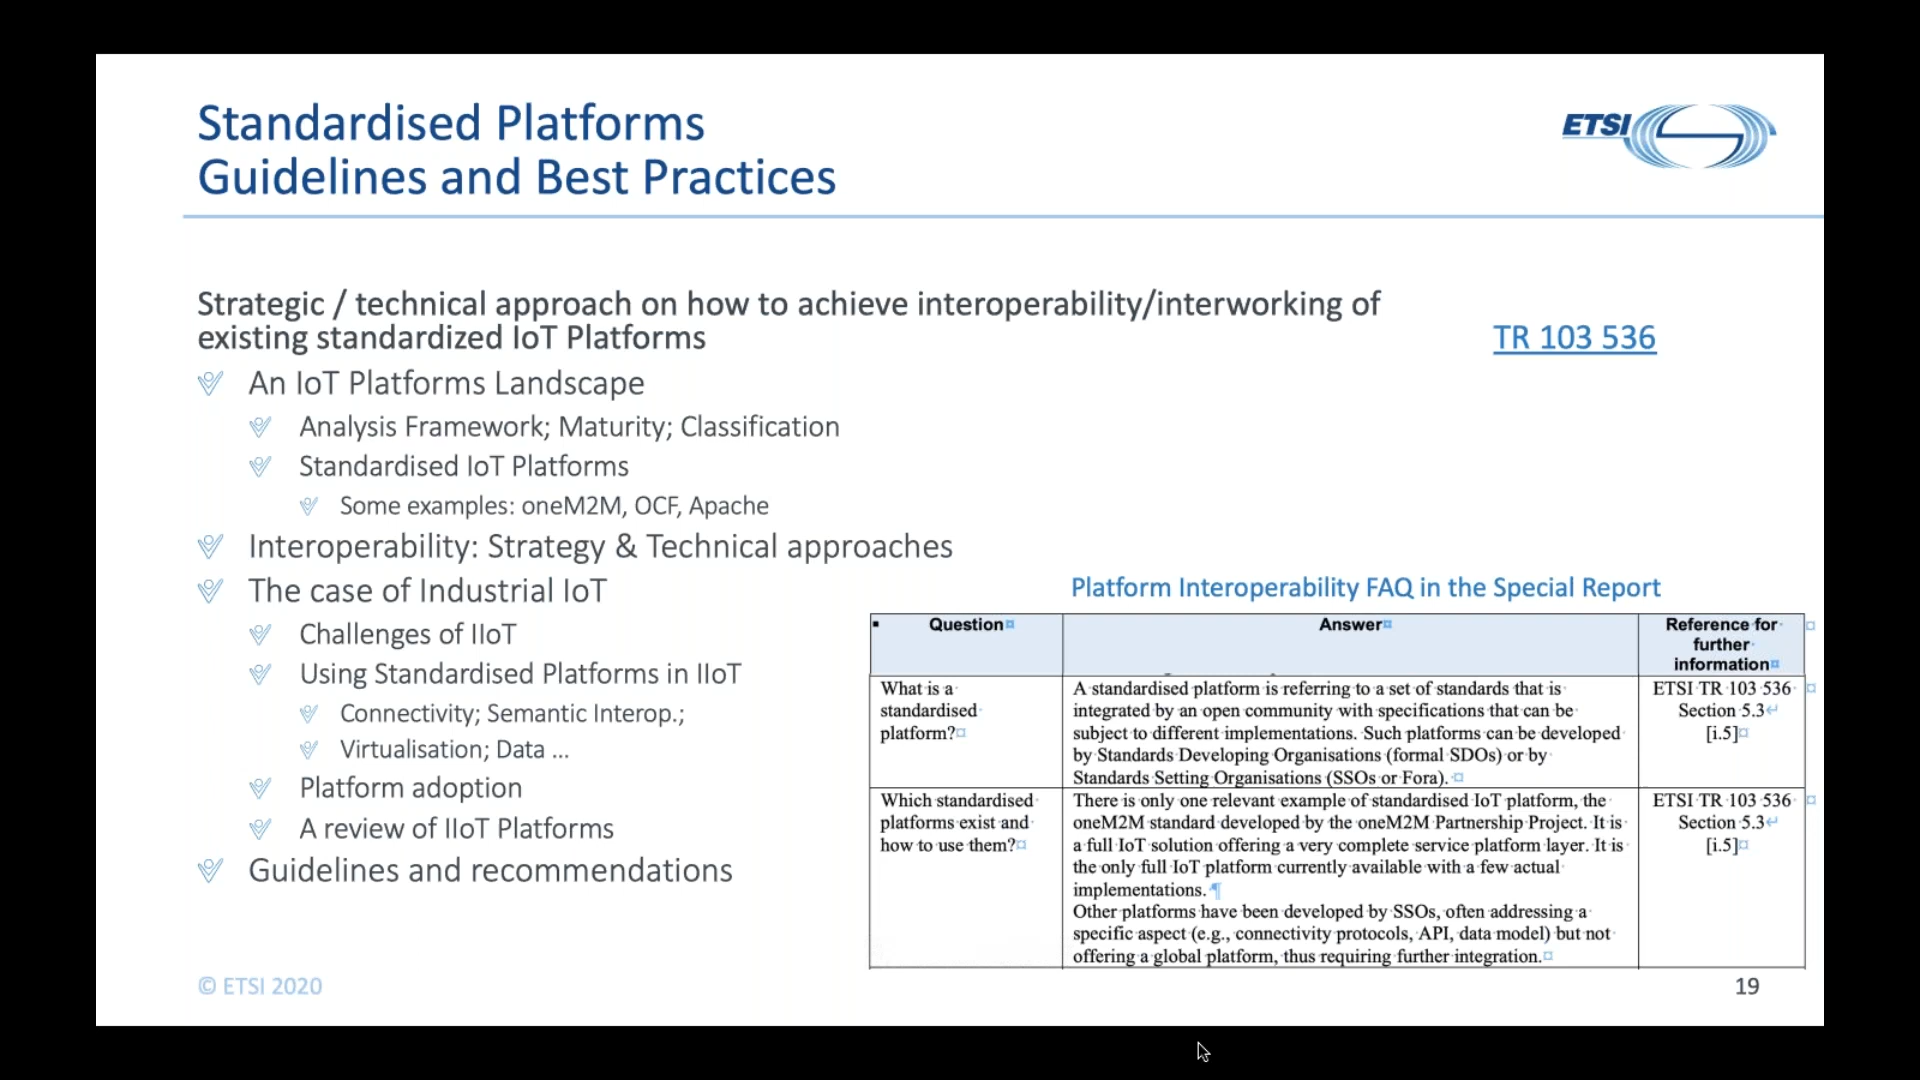 Standardised Platforms
Guidelines and Best Practices
ETSI
Strategic / technical approach on how to achieve interoperability/interworking of
existing standardized IoT Platforms
TR 103 536
An IoT Platforms Landscape
Analysis Framework; Maturity; Classification
Standardised IoT Platforms
Some examples: oneM2M, OCF, Apache
Interoperability: Strategy & Technical approaches
The case of Industrial IoT
Challenges of IIoT
Using Standardised Platforms in IIoT
Connectivity; Semantic Interop.;
Virtualisation; Data ...
Platform adoption
A review of IIoT Platforms
Guidelines and recommendations
Platform Interoperability FAQ in the Special Report
Question
Answer
Reference for
further
information
What is a
standardised
platform?
A standardised platform is referring to a set of standards that is
integrated by an open community with specifications that can be
subject to different implementations. Such platforms can be developed
by Standards Developing Organisations (formal SDOs) or by
Standards Setting Organisations (SSOs or Fora).
ETSI TR 103 536
Section 5.3
[i.5]
Which standardised
platforms exist and
how to use them?
There is only one relevant example of standardised IoT platform, the
oneM2M standard developed by the oneM2M Partnership Project. It is
a full IoT solution offering a very complete service platform layer. It is
the only full IoT platform currently available with a few actual
implementations.
Other platforms have been developed by SSOs, often addressing a
specific aspect (e.g., connectivity protocols, API, data model) but not
offering a global platform, thus requiring further integration.
ETSI TR 103 536
Section 5.3
[i.5]
© ETSI 2020
19